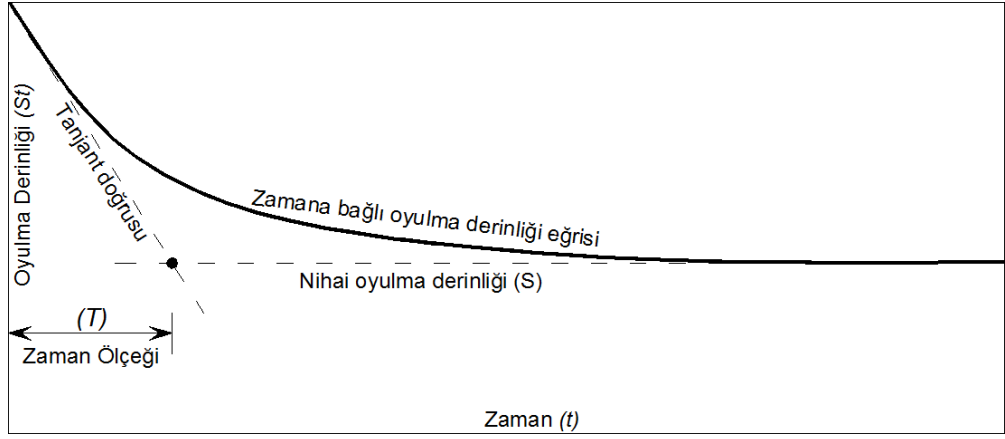 Oyulma Derinliği (St)
Tanjant doğrusu
Zamana bağlı oyulma derinliği eğrisi
Nihai oyulma derinliği (S)
(T)
Zaman Ölçeği
Zaman (t)